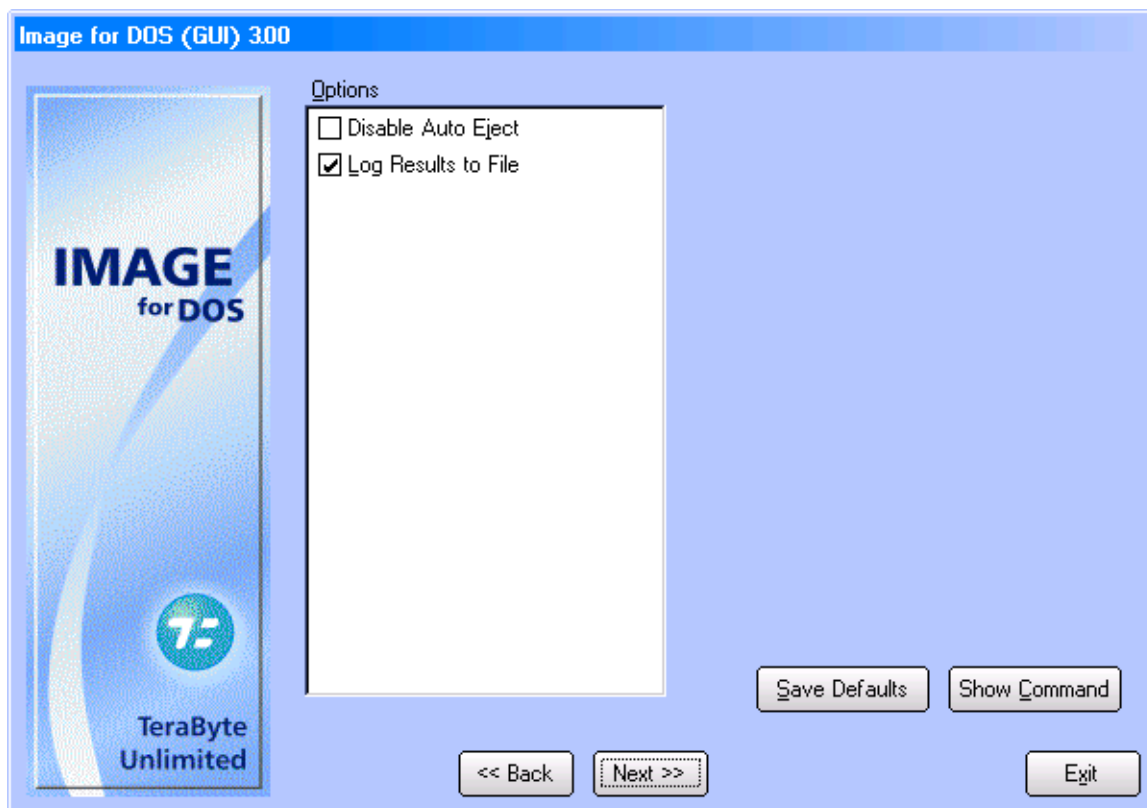 Image for DOS (GUI) 3.00
IMAGE
for DOS
TeraByte
Unlimited
Options
Disable Auto Eject
Log Results to File
Save Defaults
Show Command
<< Back
Next >>
Exit